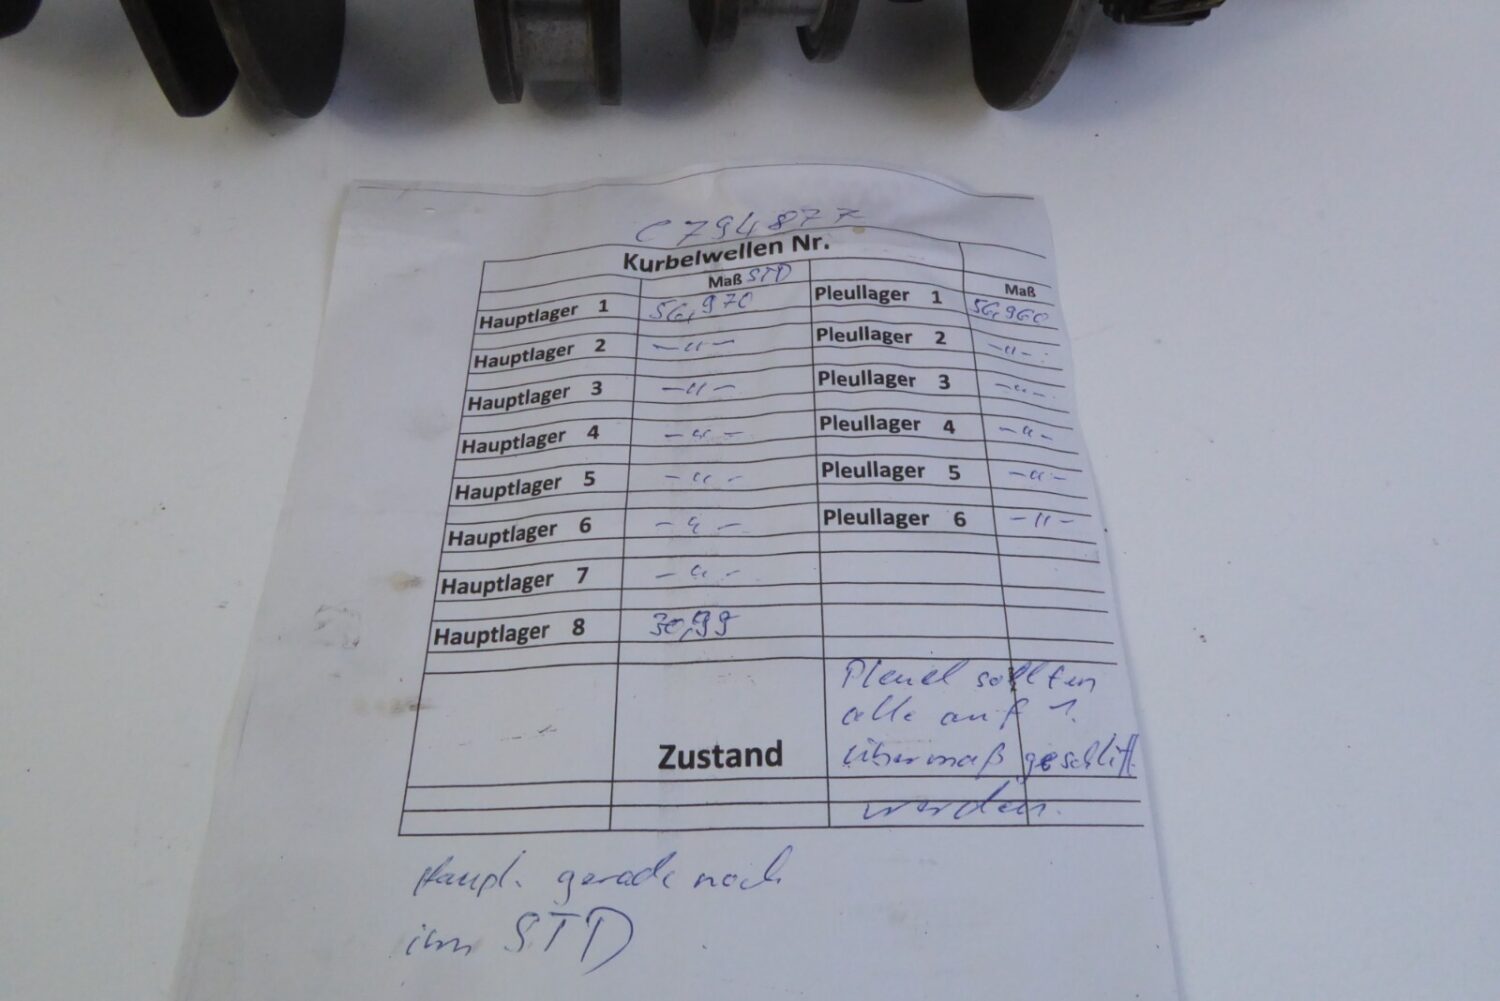 C794877
Kurbelwellen Nr.
Maß STD Maß
Hauptlager 1 56,970 Pleullager 1 56,960
Hauptlager 2 -"- Pleullager 2 -"-
Hauptlager 3 -"- Pleullager 3 -"-
Hauptlager 4 -"- Pleullager 4 -"-
Hauptlager 5 -"- Pleullager 5 -"-
Hauptlager 6 -"- Pleullager 6 -"-
Hauptlager 7 -"-
Hauptlager 8 30,99
Pleuel sollten
alle auf 1.
Zustand übermaß geschliff
werden.
Haupl. gerade noch
im STD